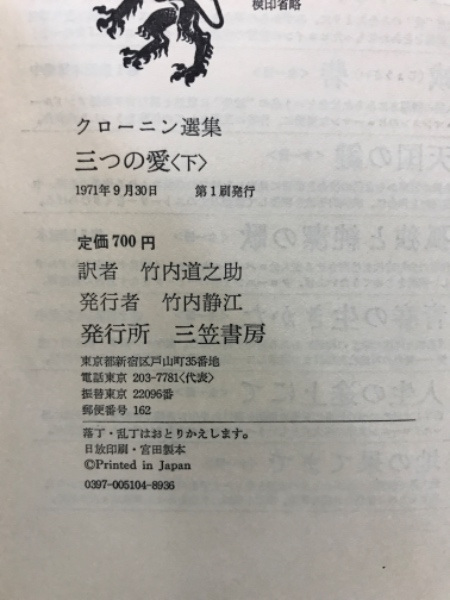 検印省略
クローニン選集
三つの愛〈下〉
1971年9月30日 第1刷発行
定価700円
訳者 竹内道之助
発行者 竹内静江
発行所 三笠書房
東京都新宿区戸山町35番地
電話東京 203-7781〈代表〉
振替東京 22096番
郵便番号 162
落丁・乱丁はおとりかえします。
日放印刷・宮田製本
©Printed in Japan
0397-005104-8936